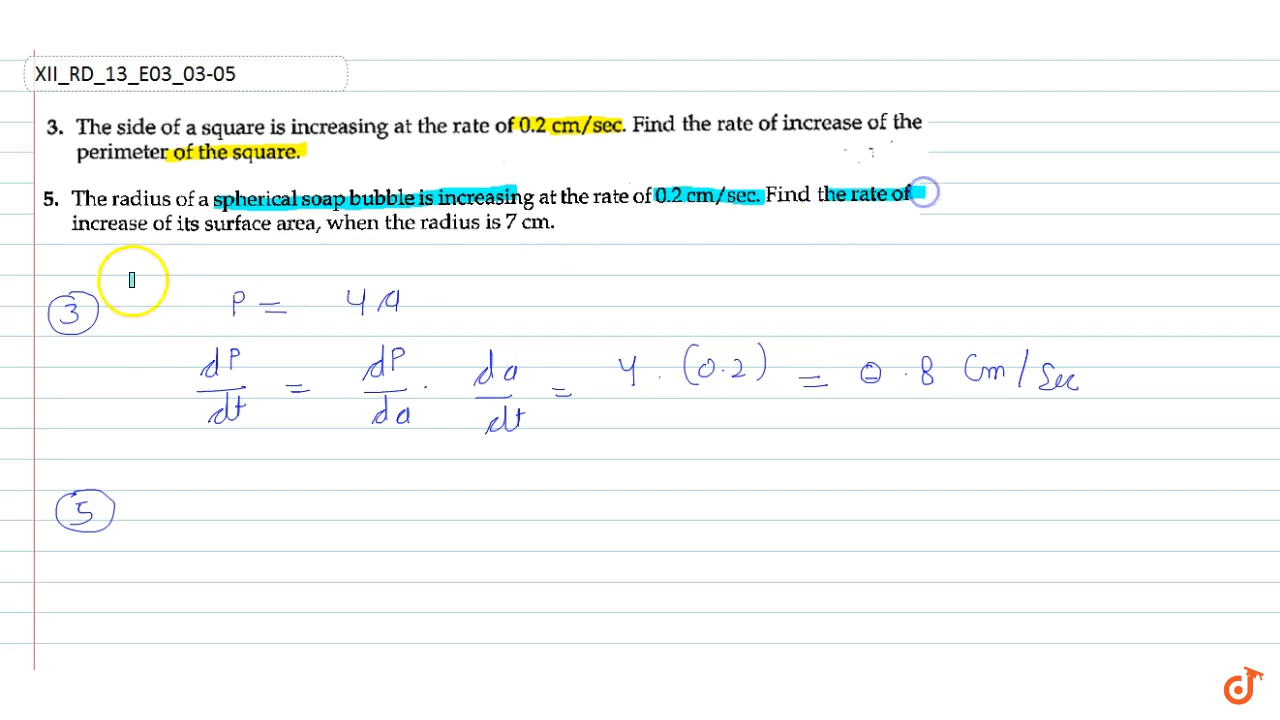 XII_RD_13_E03_03-05
3. The side of a square is increasing at the rate of 0.2 cm/sec. Find the rate of increase of the
perimeter of the square.
5. The radius of a spherical soap bubble is increasing at the rate of 0.2 cm/sec. Find the rate of
increase of its surface area, when the radius is 7 cm.
3 P = 4a
dP/dt = dP/da . da/dt = 4 . (0.2) = 0.8 Cm/Sec
5